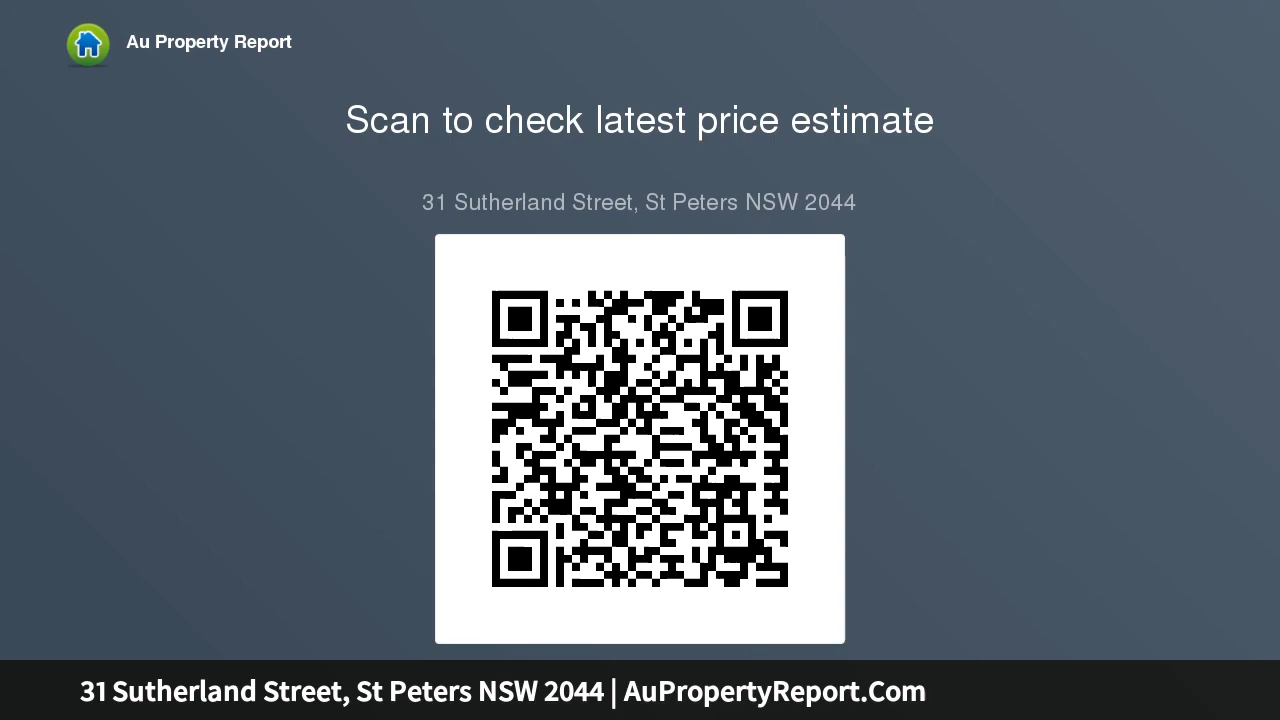 Au Property Report
Scan to check latest price estimate
31 Sutherland Street, St Peters NSW 2044
31 Sutherland Street, St Peters NSW 2044 | AuPropertyReport.Com